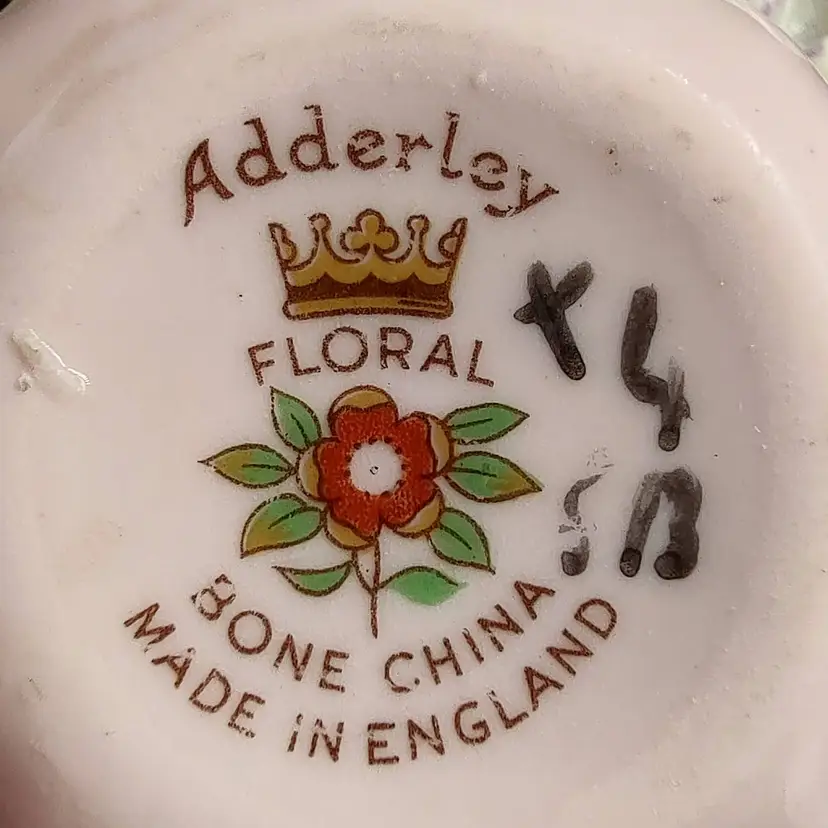 Adderley
FLORAL
BONE CHINA
MADE IN ENGLAND